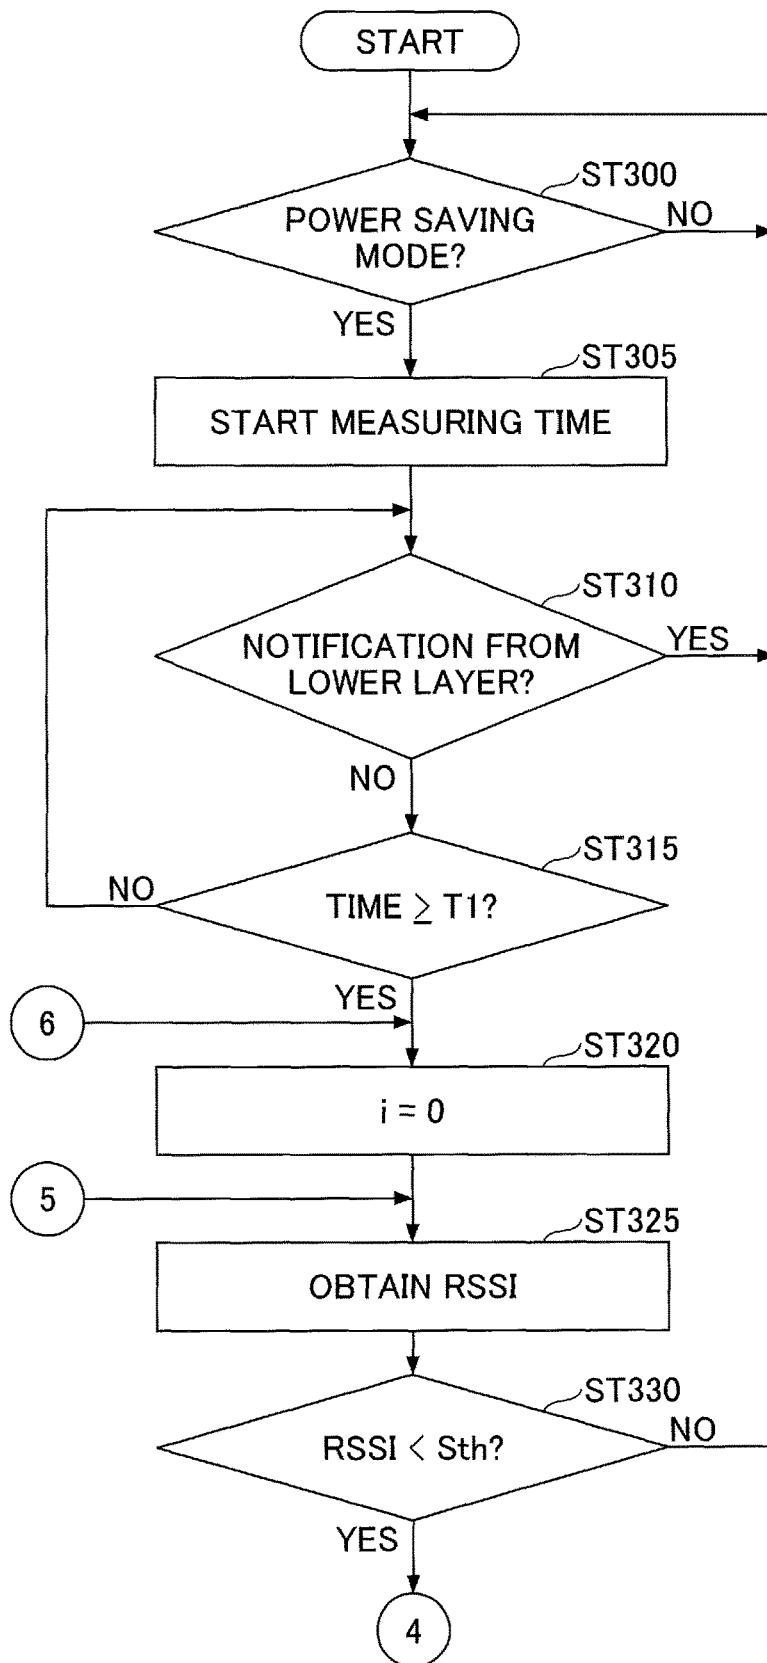 START
ST300
POWER SAVING
MODE?
NO
YES
ST305
START MEASURING TIME
ST310
NOTIFICATION FROM
LOWER LAYER?
YES
NO
ST315
TIME ≥ T1?
NO
YES
6
ST320
i = 0
5
ST325
OBTAIN RSSI
ST330
RSSI < Sth?
NO
YES
4